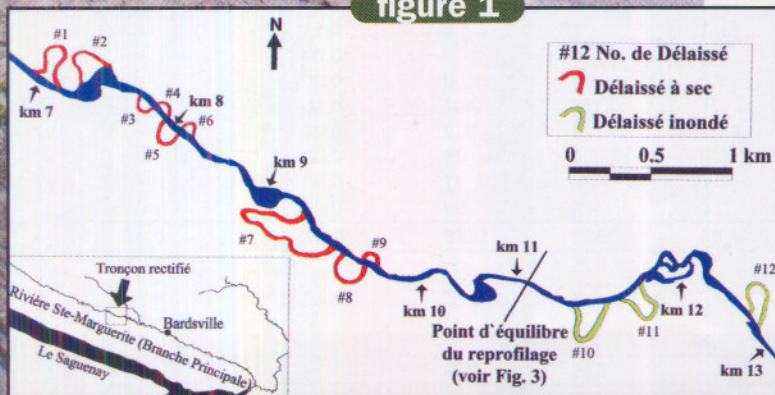 figure 1
N
#12 No. de Délaissé
Délaissé à sec
Délaissé inondé
0 0.5 1 km
#1
#2
km 7
#3
#4
km 8
#5
#6
km 9
#7
#8
#9
km 10
km 11
Point d`équilibre
du reprofilage
(voir Fig. 3)
#10
#11
km 12
#12
km 13
Tronçon rectifié
Rivière Ste-Marguerite (Branche Principale)
Bardsville
Le Saguenay